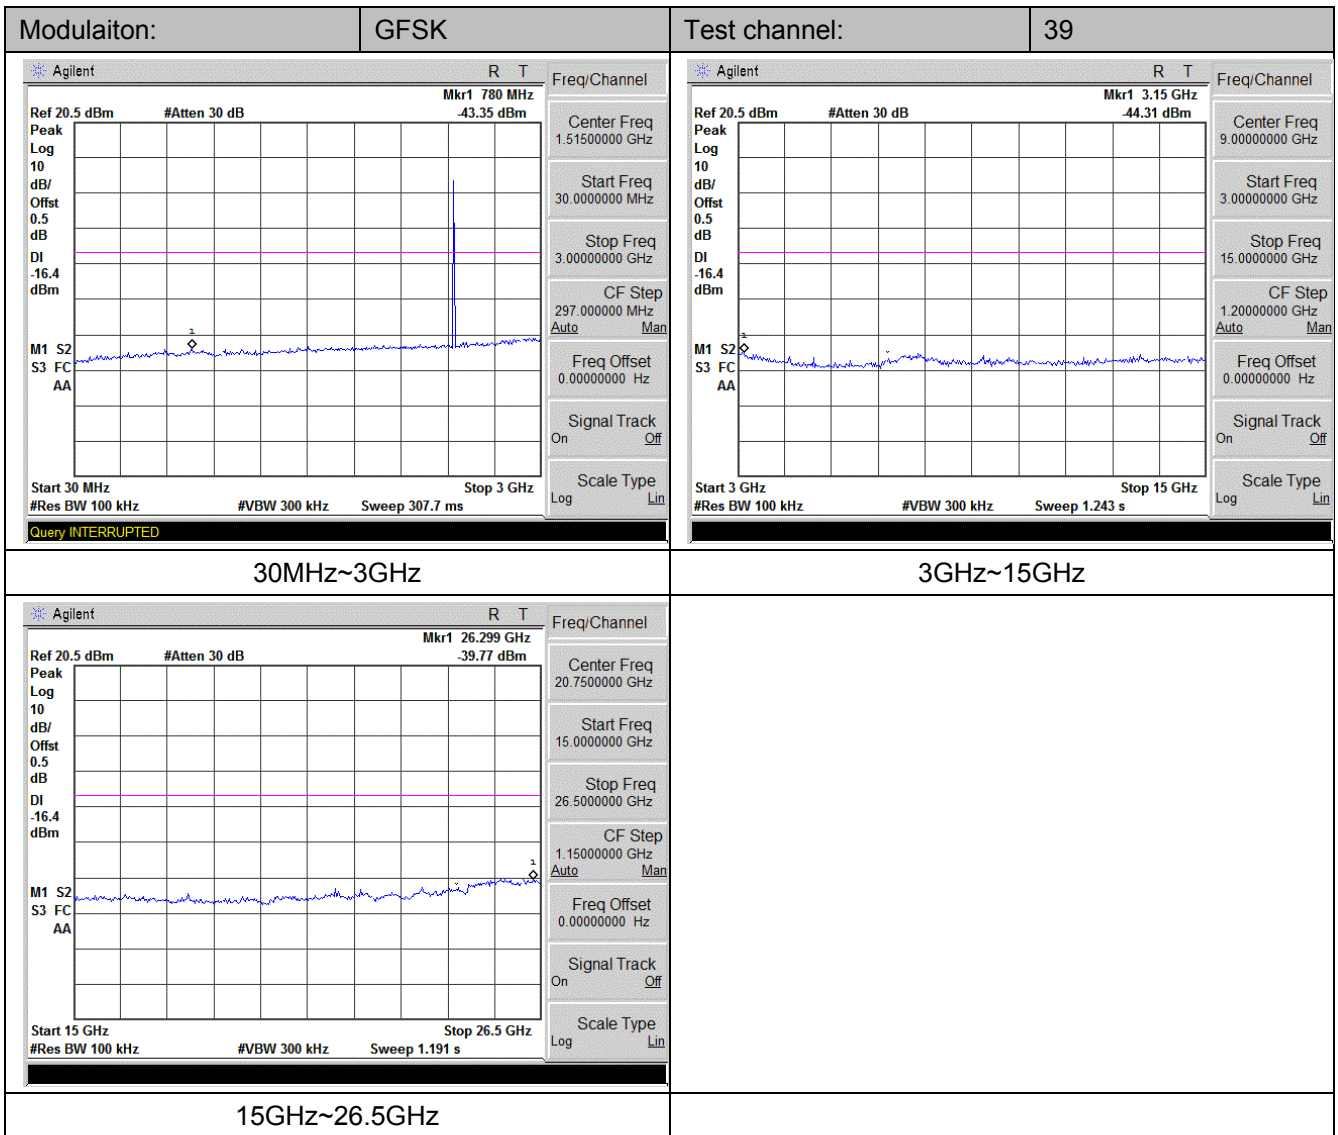 Modulaiton: GFSK Test channel: 39
Agilent R T
Mkr1 780 MHz
Ref 20.5 dBm #Atten 30 dB -43.35 dBm
Peak
Log
10
dB/
Offst
0.5
dB
DI
-16.4
dBm
1
M1 S2
S3 FC
AA
Start 30 MHz Stop 3 GHz
#Res BW 100 kHz #VBW 300 kHz Sweep 307.7 ms
Query INTERRUPTED
Freq/Channel
Center Freq
1.51500000 GHz
Start Freq
30.0000000 MHz
Stop Freq
3.00000000 GHz
CF Step
297.000000 MHz
Auto Man
Freq Offset
0.00000000 Hz
Signal Track
On Off
Scale Type
Log Lin
Agilent R T
Mkr1 3.15 GHz
Ref 20.5 dBm #Atten 30 dB -44.31 dBm
Peak
Log
10
dB/
Offst
0.5
dB
DI
-16.4
dBm
1
M1 S2
S3 FC
AA
Start 3 GHz Stop 15 GHz
#Res BW 100 kHz #VBW 300 kHz Sweep 1.243 s
Freq/Channel
Center Freq
9.00000000 GHz
Start Freq
3.00000000 GHz
Stop Freq
15.0000000 GHz
CF Step
1.20000000 GHz
Auto Man
Freq Offset
0.00000000 Hz
Signal Track
On Off
Scale Type
Log Lin
30MHz~3GHz 3GHz~15GHz
Agilent R T
Mkr1 26.299 GHz
Ref 20.5 dBm #Atten 30 dB -39.77 dBm
Peak
Log
10
dB/
Offst
0.5
dB
DI
-16.4
dBm
1
M1 S2
S3 FC
AA
Start 15 GHz Stop 26.5 GHz
#Res BW 100 kHz #VBW 300 kHz Sweep 1.191 s
Freq/Channel
Center Freq
20.7500000 GHz
Start Freq
15.0000000 GHz
Stop Freq
26.5000000 GHz
CF Step
1.15000000 GHz
Auto Man
Freq Offset
0.00000000 Hz
Signal Track
On Off
Scale Type
Log Lin
15GHz~26.5GHz